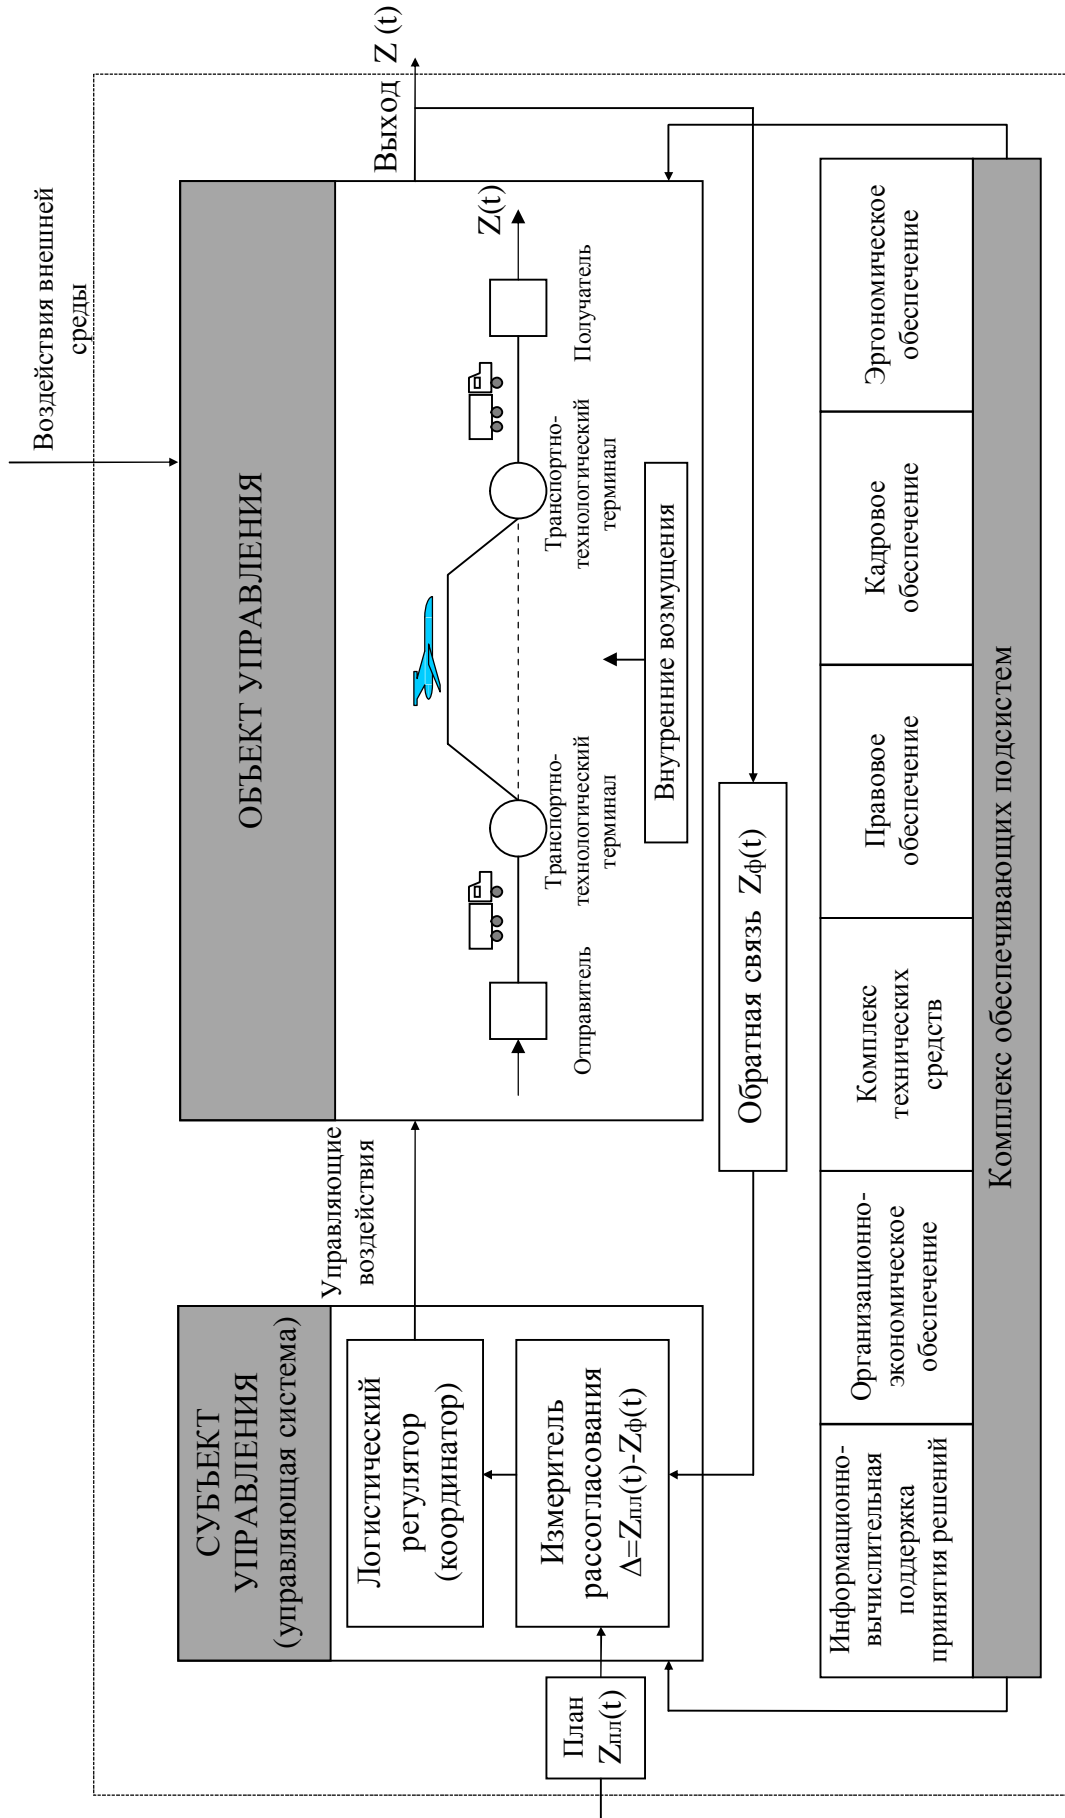 Воздействия внешней
среды
СУБЪЕКТ
УПРАВЛЕНИЯ
(управляющая система)
Логистический
регулятор
(координатор)
Измеритель
рассогласования
Δ=Zпл(t)-Zф(t)
План
Zпл(t)
Управляющие
воздействия
ОБЪЕКТ УПРАВЛЕНИЯ
Отправитель
Транспортно-
технологический
терминал
Транспортно-
технологический
терминал
Получатель
Z(t)
Выход Z (t)
Внутренние возмущения
Обратная связь Zф(t)
Информационно-
вычислительная
поддержка
принятия решений
Организационно-
экономическое
обеспечение
Комплекс
технических
средств
Правовое
обеспечение
Кадровое
обеспечение
Эргономическое
обеспечение
Комплекс обеспечивающих подсистем